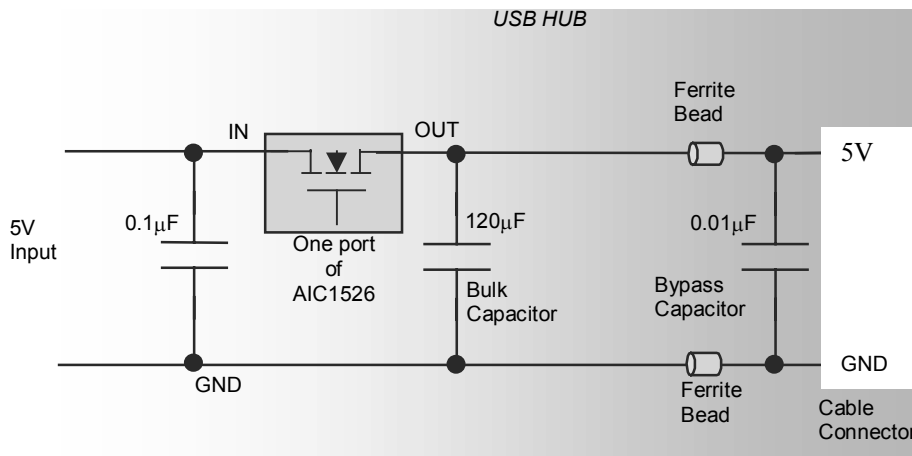 USB HUB
Ferrite
Bead
IN
OUT
5V
5V
Input
0.1μF
One port
of
AIC1526
120μF
Bulk
Capacitor
0.01μF
Bypass
Capacitor
GND
GND
Ferrite
Bead
Cable
Connector